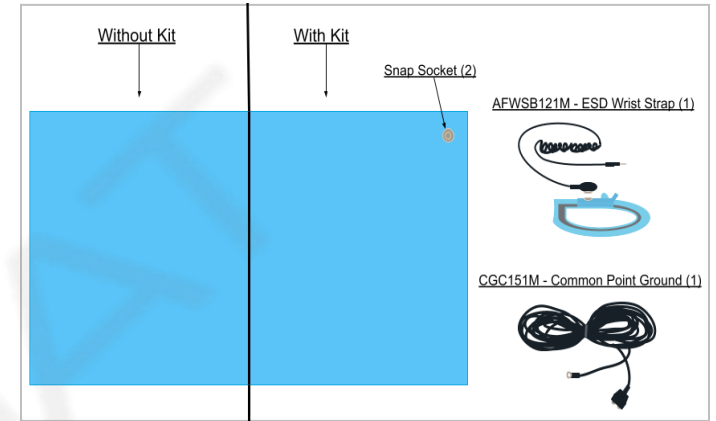 Without Kit
With Kit
Snap Socket (2)
AFWSB121M - ESD Wrist Strap (1)
CGC151M - Common Point Ground (1)